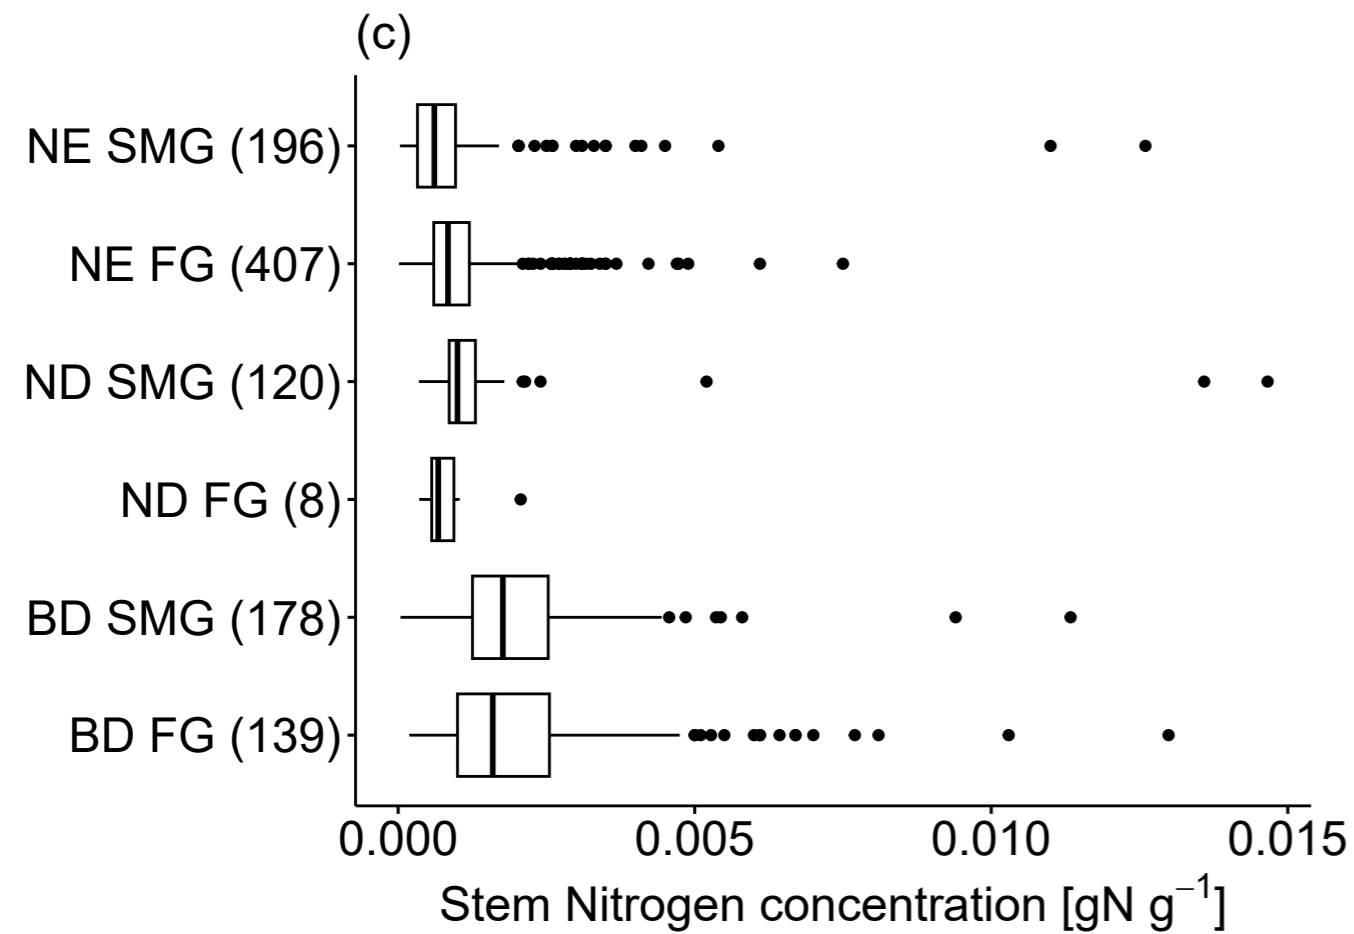 (c)
NE SMG (196)
NE FG (407)
ND SMG (120)
ND FG (8)
BD SMG (178)
BD FG (139)
0.000 0.005 0.010 0.015
Stem Nitrogen concentration [gN g⁻¹]